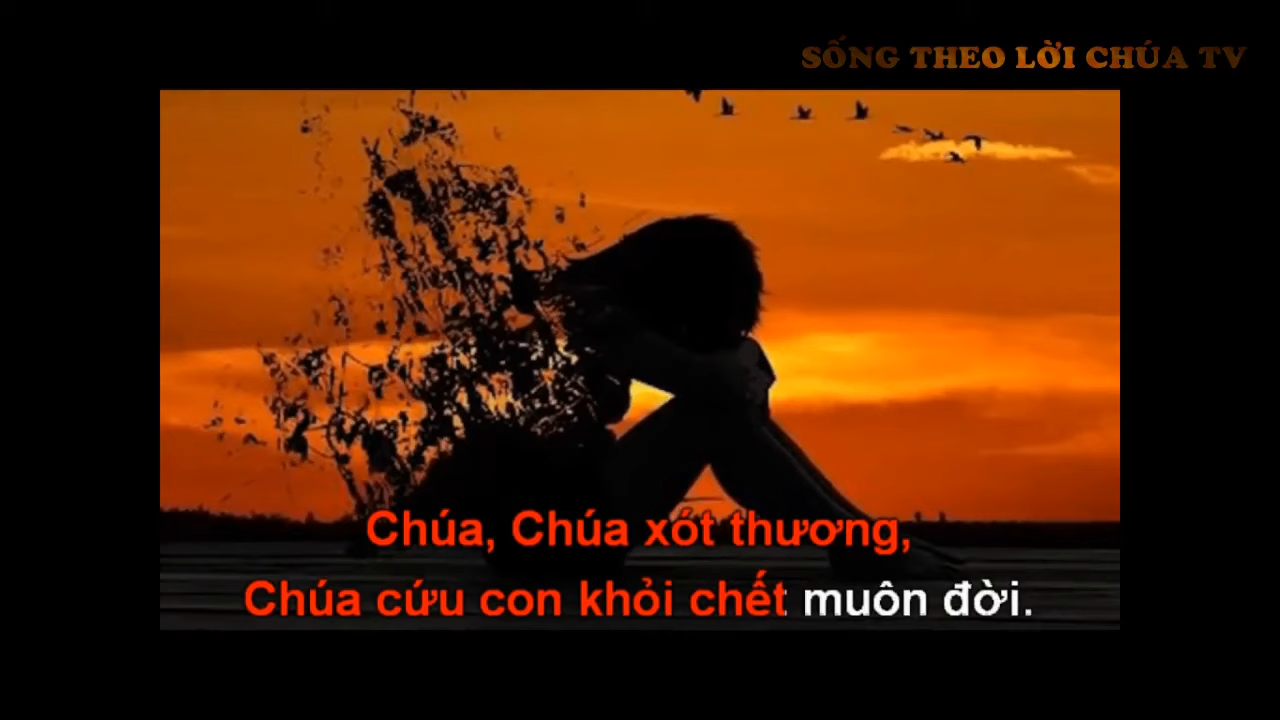 SỐNG THEO LỜI CHÚA TV
Chúa, Chúa xót thương,
Chúa cứu con khỏi chết muôn đời.